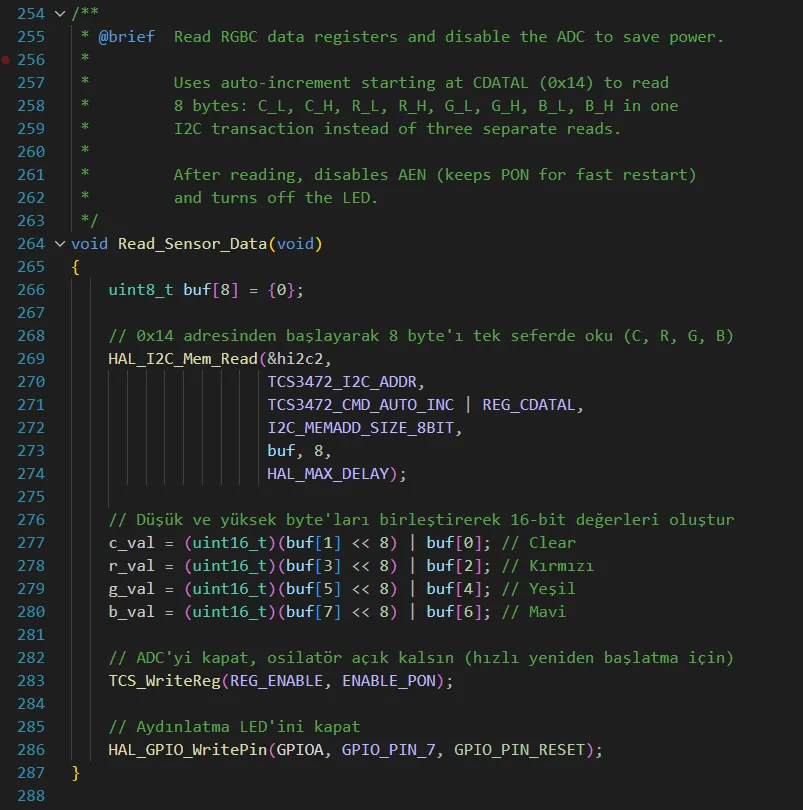 254 /**
255 * @brief Read RGBC data registers and disable the ADC to save power.
256 *
257 * Uses auto-increment starting at CDATAL (0x14) to read
258 * 8 bytes: C_L, C_H, R_L, R_H, G_L, G_H, B_L, B_H in one
259 * I2C transaction instead of three separate reads.
260 *
261 * After reading, disables AEN (keeps PON for fast restart)
262 * and turns off the LED.
263 */
264 void Read_Sensor_Data(void)
265 {
266 uint8_t buf[8] = {0};
267
268 // 0x14 adresinden başlayarak 8 byte'ı tek seferde oku (C, R, G, B)
269 HAL_I2C_Mem_Read(&hi2c2,
270 TCS3472_I2C_ADDR,
271 TCS3472_CMD_AUTO_INC | REG_CDATAL,
272 I2C_MEMADD_SIZE_8BIT,
273 buf, 8,
274 HAL_MAX_DELAY);
275
276 // Düşük ve yüksek byte'ları birleştirerek 16-bit değerleri oluştur
277 c_val = (uint16_t)(buf[1] << 8) | buf[0]; // Clear
278 r_val = (uint16_t)(buf[3] << 8) | buf[2]; // Kırmızı
279 g_val = (uint16_t)(buf[5] << 8) | buf[4]; // Yeşil
280 b_val = (uint16_t)(buf[7] << 8) | buf[6]; // Mavi
281
282 // ADC'yi kapat, osilatör açık kalsın (hızlı yeniden başlatma için)
283 TCS_WriteReg(REG_ENABLE, ENABLE_PON);
284
285 // Aydınlatma LED'ini kapat
286 HAL_GPIO_WritePin(GPIOA, GPIO_PIN_7, GPIO_PIN_RESET);
287 }
288